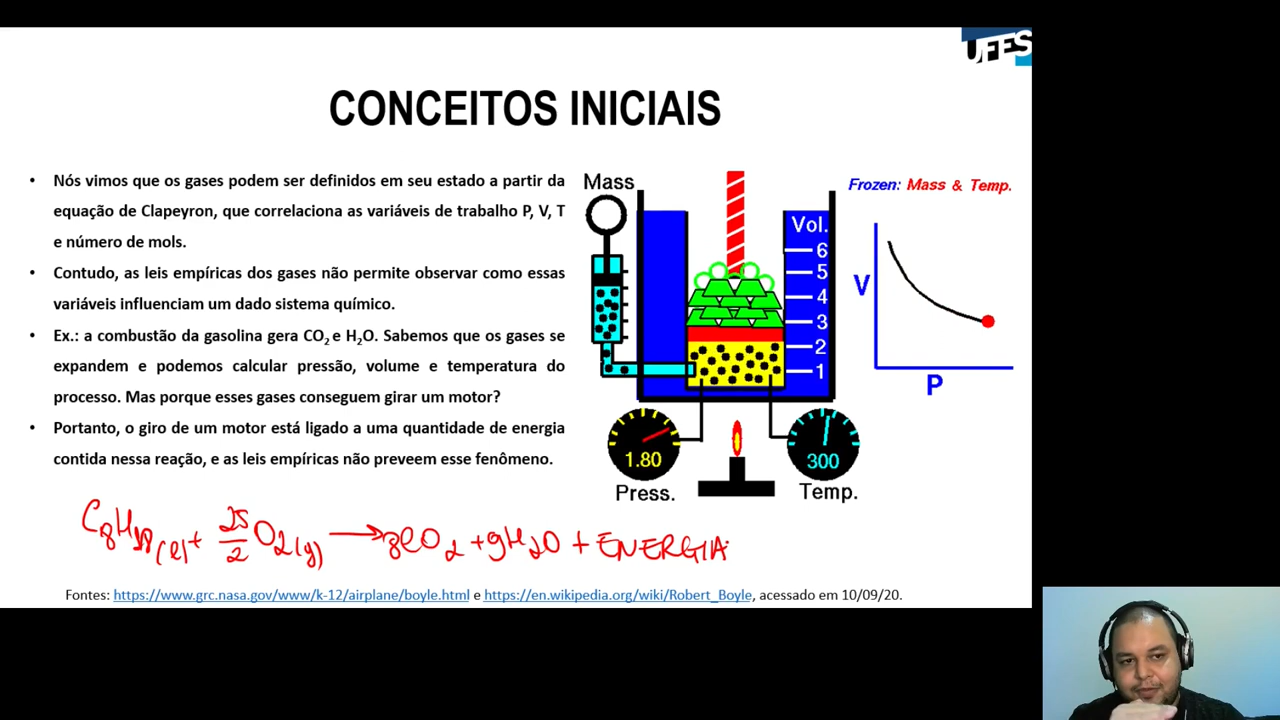 UFES
CONCEITOS INICIAIS
• Nós vimos que os gases podem ser definidos em seu estado a partir da
equação de Clapeyron, que correlaciona as variáveis de trabalho P, V, T
e número de mols.
• Contudo, as leis empíricas dos gases não permite observar como essas
variáveis influenciam um dado sistema químico.
• Ex.: a combustão da gasolina gera CO₂ e H₂O. Sabemos que os gases se
expandem e podemos calcular pressão, volume e temperatura do
processo. Mas porque esses gases conseguem girar um motor?
• Portanto, o giro de um motor está ligado a uma quantidade de energia
contida nessa reação, e as leis empíricas não preveem esse fenômeno.
Mass
Vol.
6
5
4
3
2
1
1.80
Press.
300
Temp.
Frozen: Mass & Temp.
V
P
C₈H₁₈(l) + 25/2 O₂(g) → 8CO₂ + 9H₂O + ENERGIA
Fontes: https://www.grc.nasa.gov/www/k-12/airplane/boyle.html e https://en.wikipedia.org/wiki/Robert_Boyle, acessado em 10/09/20.